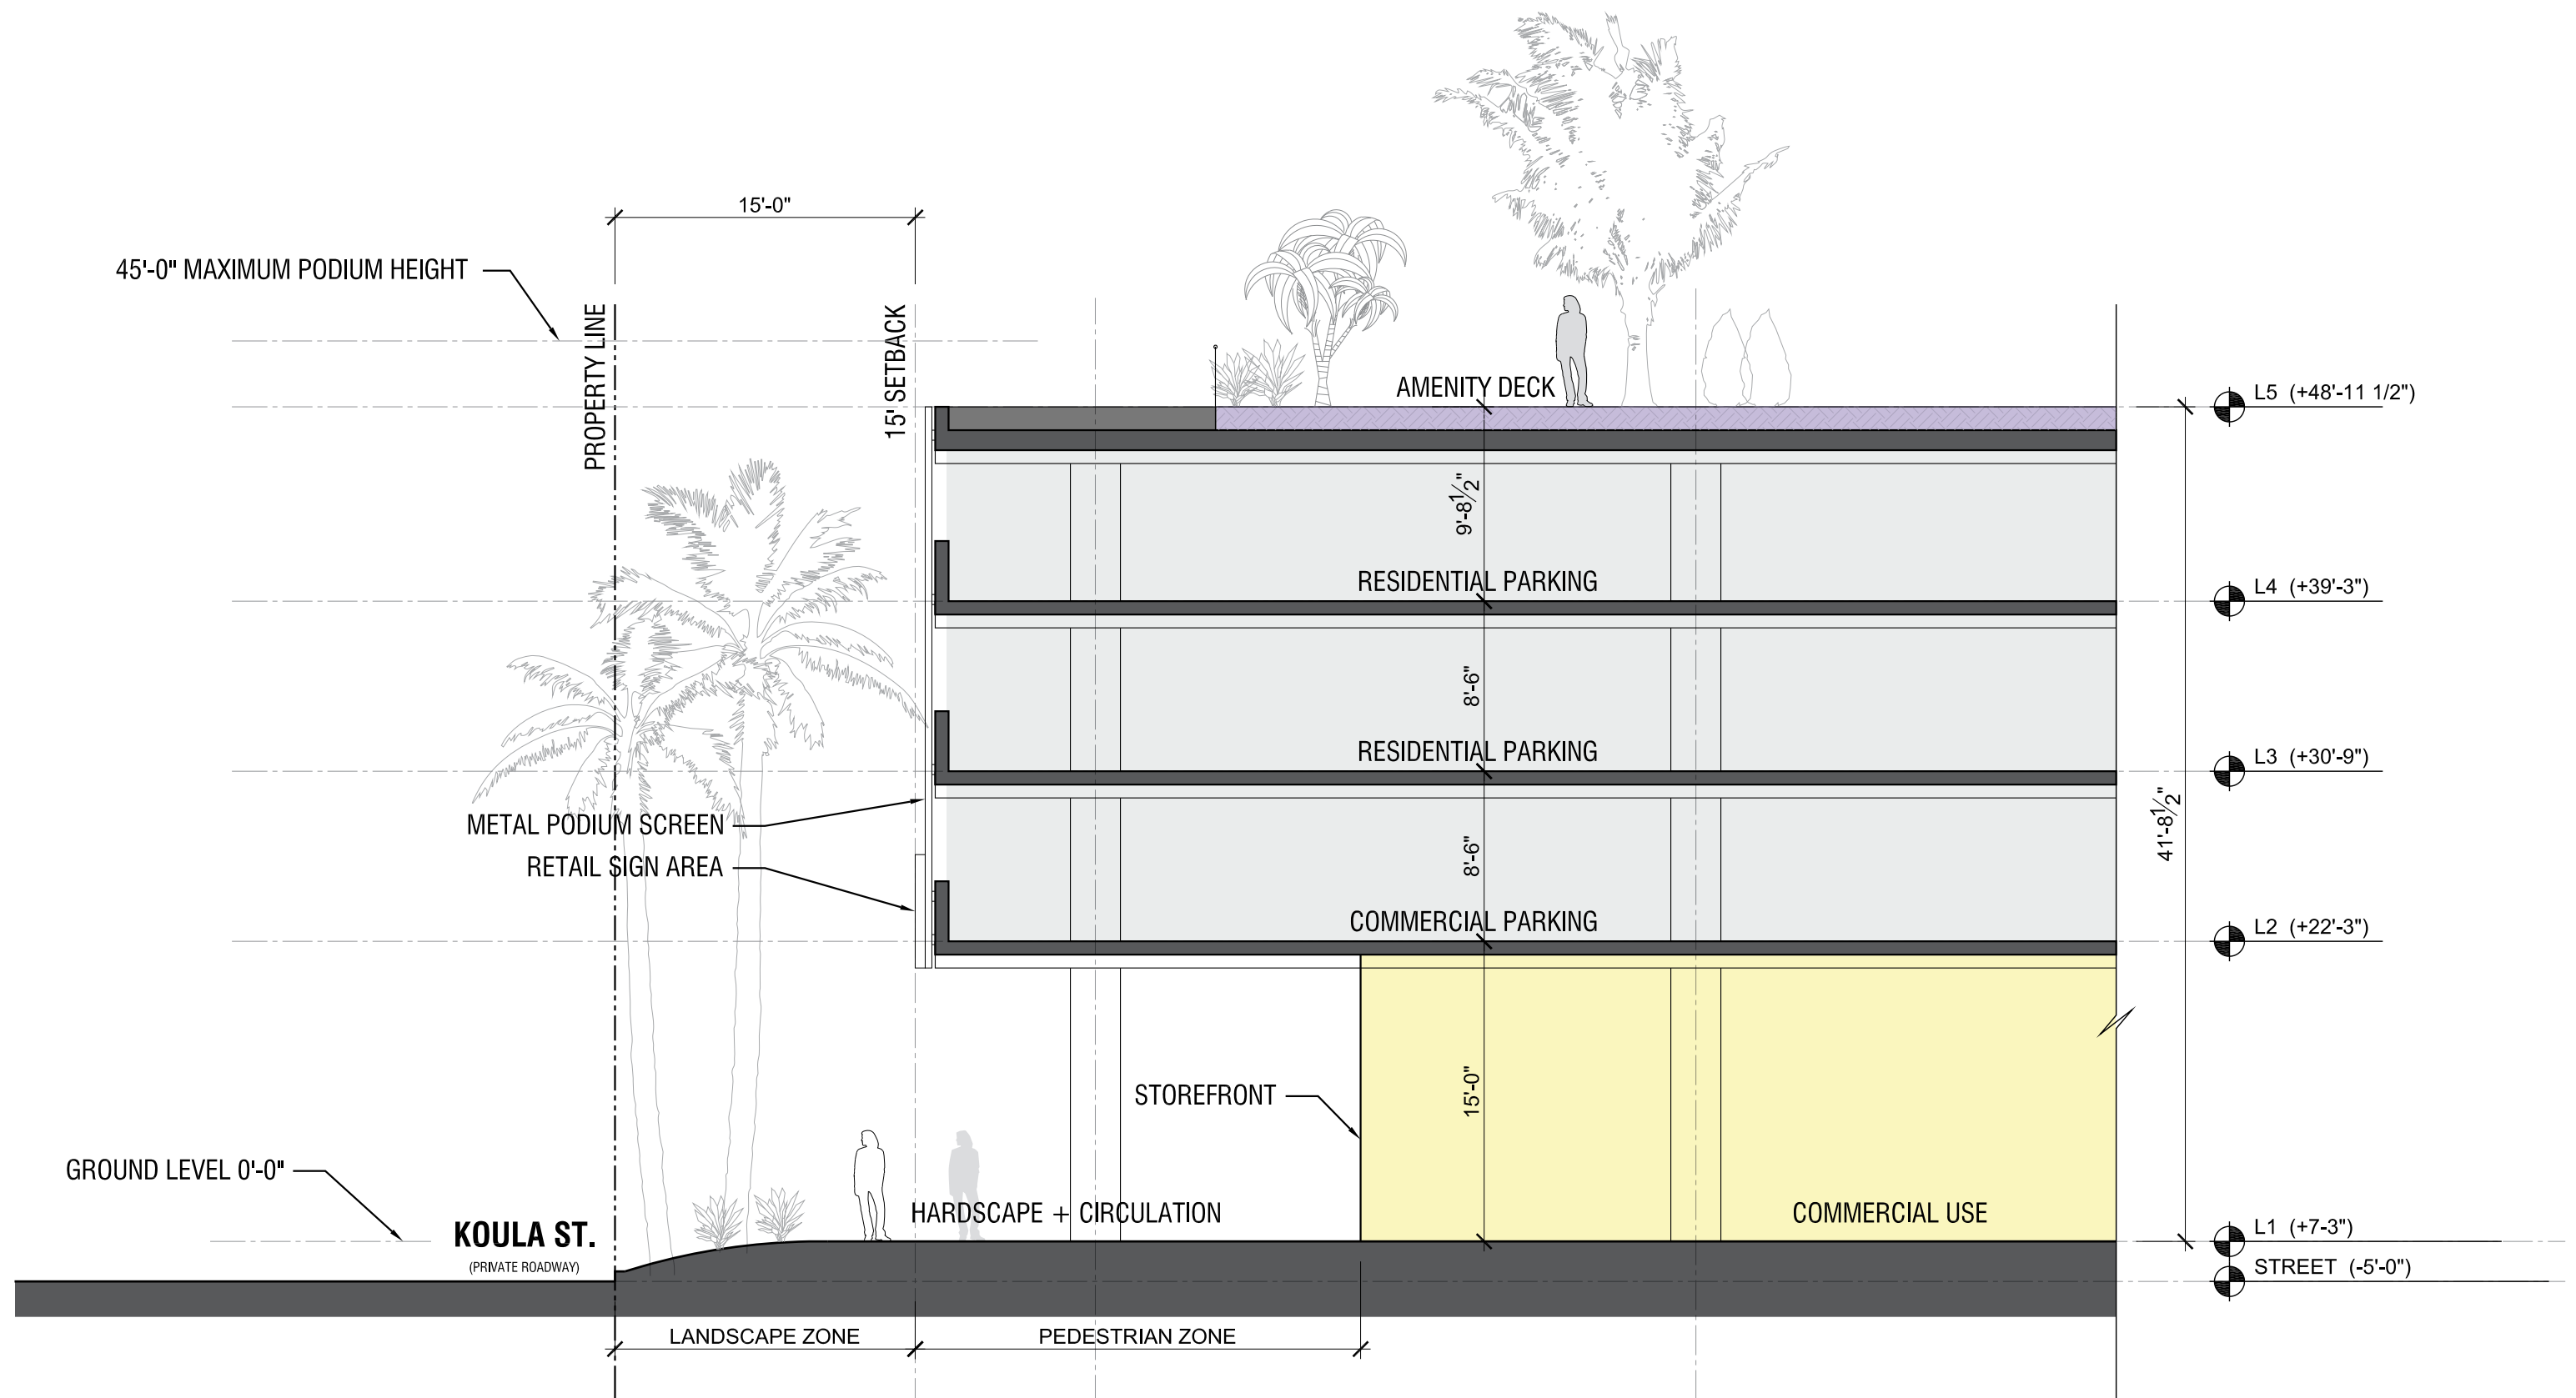 15'-0"
45'-0" MAXIMUM PODIUM HEIGHT
PROPERTY LINE
15' SETBACK
AMENITY DECK
L5 (+48'-11 1/2")
9'-8½"
RESIDENTIAL PARKING
L4 (+39'-3")
8'-6"
RESIDENTIAL PARKING
L3 (+30'-9")
METAL PODIUM SCREEN
RETAIL SIGN AREA
8'-6"
41'-8½"
COMMERCIAL PARKING
L2 (+22'-3")
STOREFRONT
15'-0"
GROUND LEVEL 0'-0"
HARDSCAPE + CIRCULATION
COMMERCIAL USE
KOULA ST.
(PRIVATE ROADWAY)
L1 (+7-3")
STREET (-5'-0")
LANDSCAPE ZONE
PEDESTRIAN ZONE